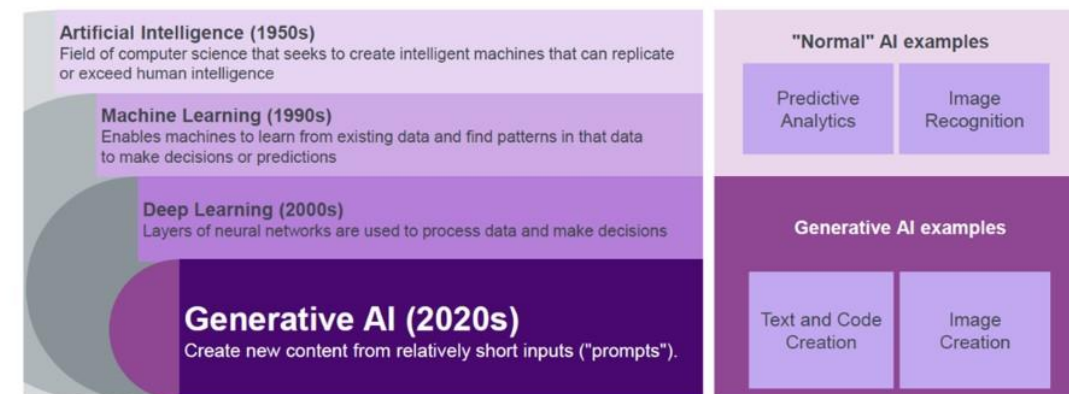 Artificial Intelligence (1950s)
Field of computer science that seeks to create intelligent machines that can replicate
or exceed human intelligence
Machine Learning (1990s)
Enables machines to learn from existing data and find patterns in that data
to make decisions or predictions
Deep Learning (2000s)
Layers of neural networks are used to process data and make decisions
Generative AI (2020s)
Create new content from relatively short inputs ("prompts").
"Normal" AI examples
Predictive
Analytics
Image
Recognition
Generative AI examples
Text and Code
Creation
Image
Creation